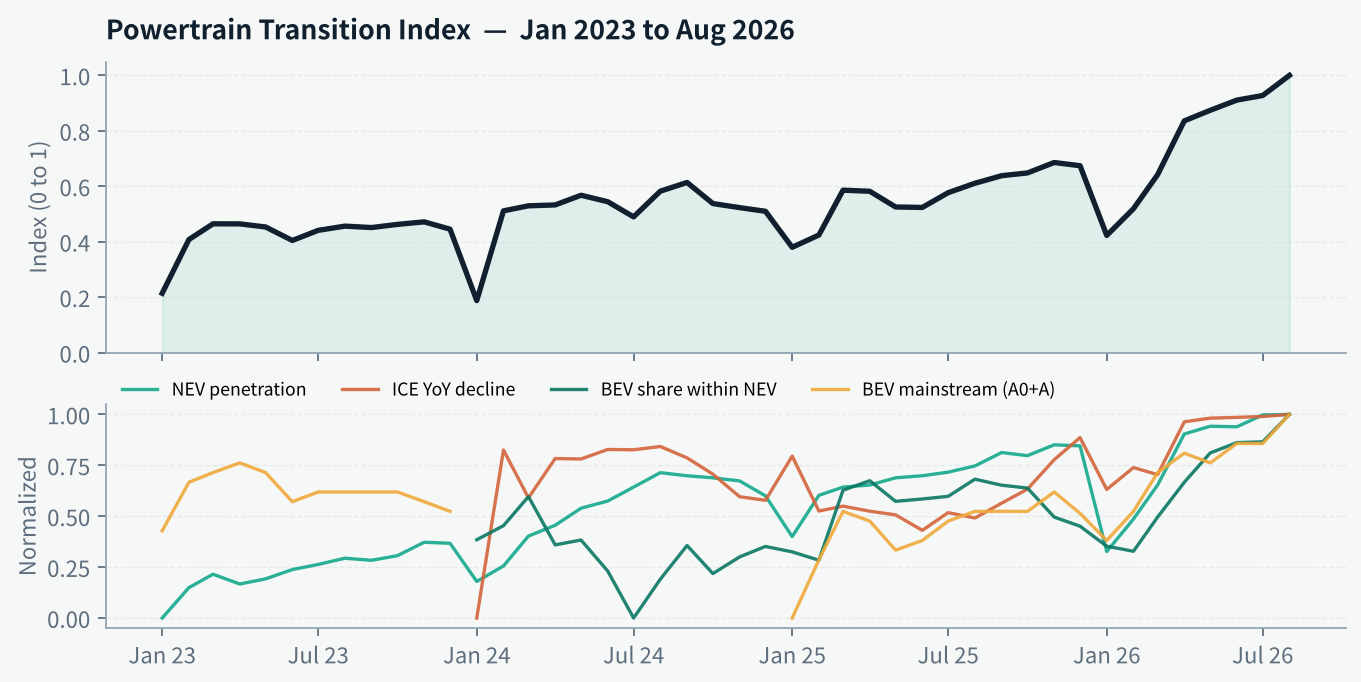 Powertrain Transition Index — Jan 2023 to Aug 2026
Index (0 to 1)
1.0
0.8
0.6
0.4
0.2
0.0
NEV penetration
ICE YoY decline
BEV share within NEV
BEV mainstream (A0+A)
Normalized
1.00
0.75
0.50
0.25
0.00
Jan 23
Jul 23
Jan 24
Jul 24
Jan 25
Jul 25
Jan 26
Jul 26